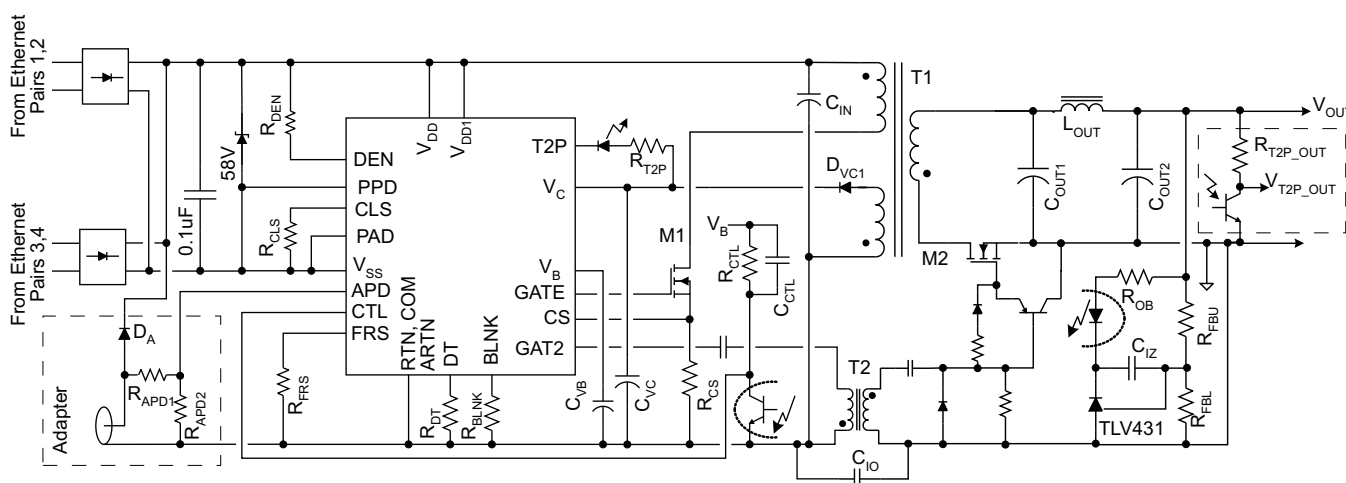 From Ethernet
Pairs 1,2
From Ethernet
Pairs 3,4
Adapter
0.1uF
58V
RDEN
RCLS
DA
RAPD1
RAPD2
RFRS
DEN
PPD
CLS
PAD
VSS
APD
CTL
FRS
VDD
VDD1
T2P
VC
VB
GATE
CS
GAT2
RTN, COM
ARTN
DT
BLNK
RDT
RBLNK
CVB
CVC
RT2P
M1
RCS
VB
RCTL
CCTL
CIN
DVC1
T1
T2
CIO
M2
COUT1
LOUT
COUT2
ROB
CIZ
TLV431
RFBU
RFBL
VOUT
RT2P_OUT
VT2P_OUT